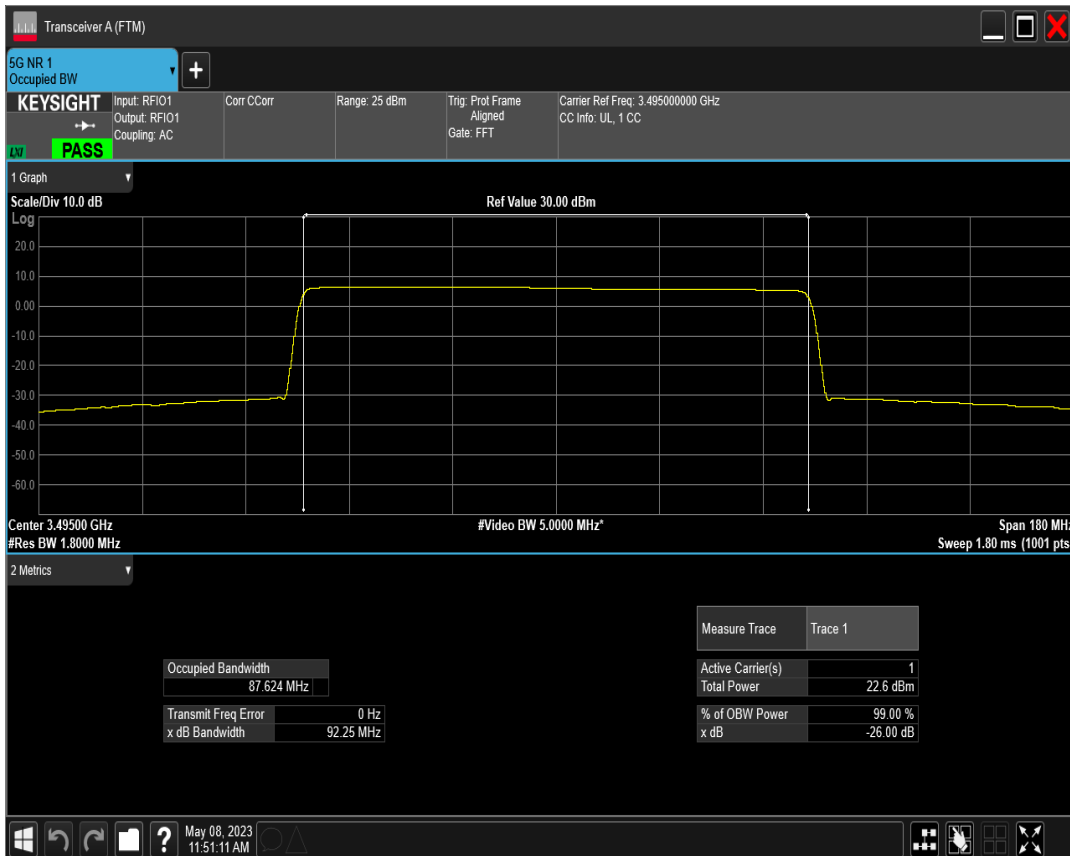 Transceiver A (FTM)
5G NR 1
Occupied BW
+
KEYSIGHT
LXI
PASS
Input: RFIO1
Output: RFIO1
Coupling: AC
Corr CCorr
Range: 25 dBm
Trig: Prot Frame
Aligned
Gate: FFT
Carrier Ref Freq: 3.495000000 GHz
CC Info: UL, 1 CC
1 Graph
Scale/Div 10.0 dB
Ref Value 30.00 dBm
Log
20.0
10.0
0.00
-10.0
-20.0
-30.0
-40.0
-50.0
-60.0
Center 3.49500 GHz
#Video BW 5.0000 MHz*
Span 180 MHz
#Res BW 1.8000 MHz
Sweep 1.80 ms (1001 pts
2 Metrics
Measure Trace Trace 1
Occupied Bandwidth
87.624 MHz
Active Carrier(s) 1
Total Power 22.6 dBm
Transmit Freq Error 0 Hz
x dB Bandwidth 92.25 MHz
% of OBW Power 99.00 %
x dB -26.00 dB
?
May 08, 2023
11:51:11 AM